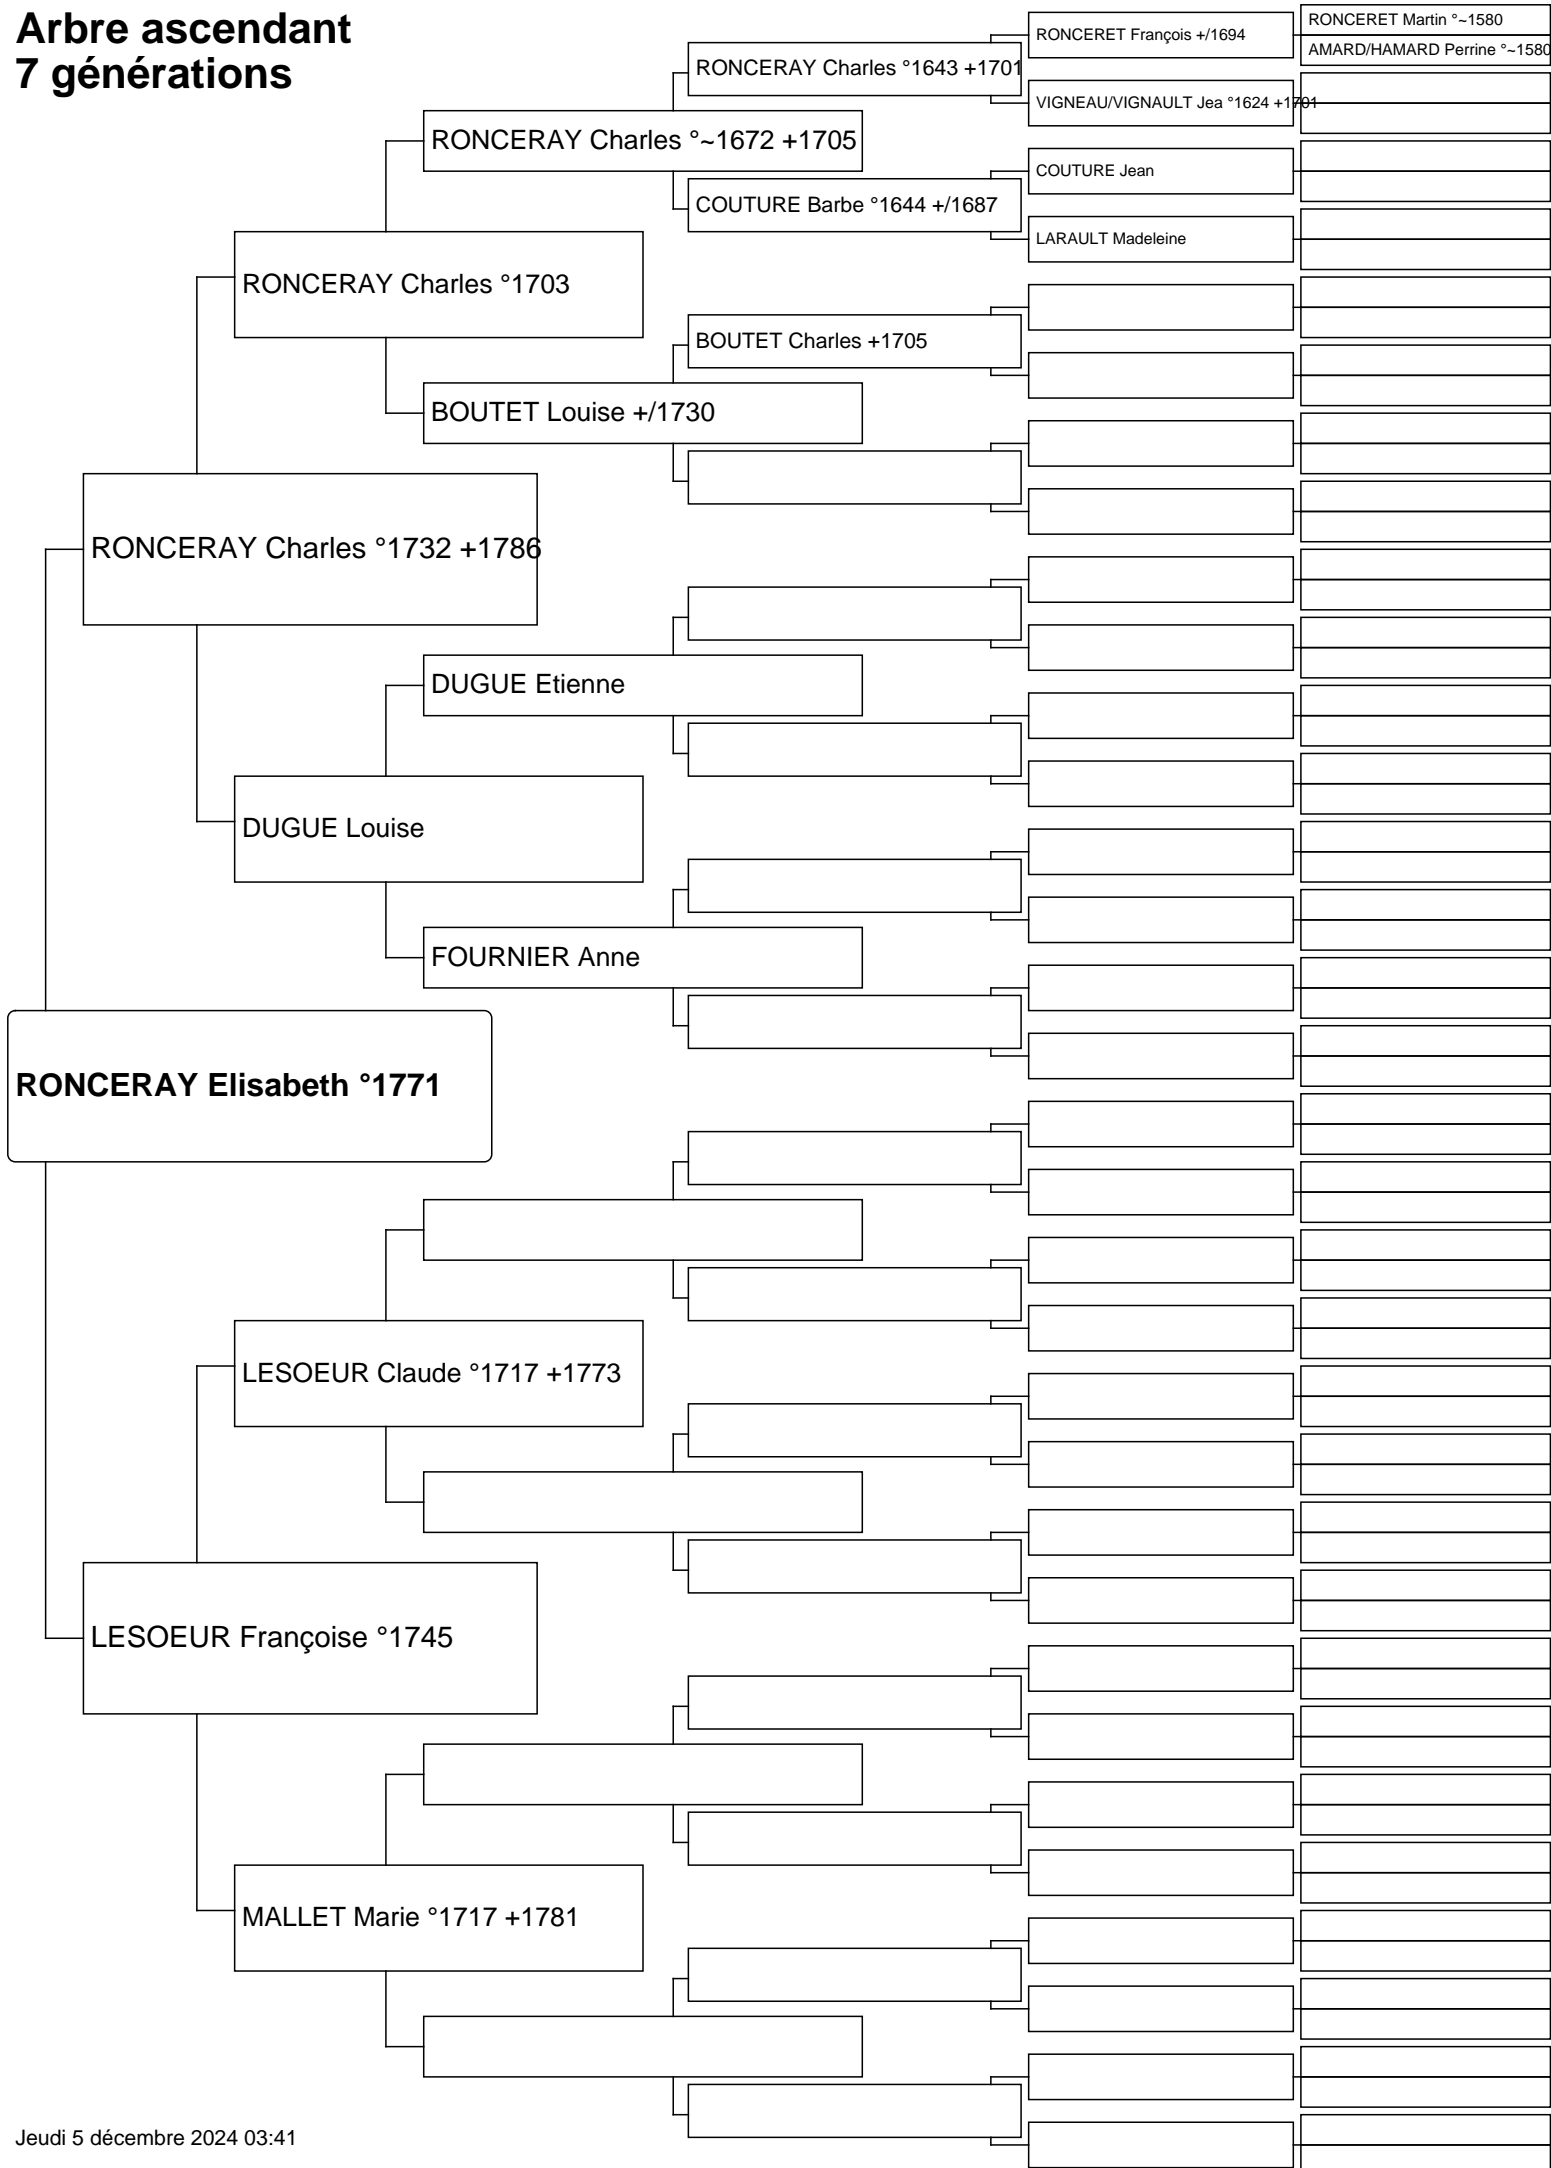 Arbre ascendant
7 générations
RONCERET François +/1694
RONCERET Martin °~1580
AMARD/HAMARD Perrine °~1580
RONCERAY Charles °1643 +1701
VIGNEAU/VIGNAULT Jea °1624 +1701
RONCERAY Charles °~1672 +1705
COUTURE Jean
COUTURE Barbe °1644 +/1687
LARAULT Madeleine
RONCERAY Charles °1703
BOUTET Charles +1705
BOUTET Louise +/1730
RONCERAY Charles °1732 +1786
DUGUE Etienne
DUGUE Louise
FOURNIER Anne
RONCERAY Elisabeth °1771
LESOEUR Claude °1717 +1773
LESOEUR Françoise °1745
MALLET Marie °1717 +1781
Jeudi 5 décembre 2024 03:41